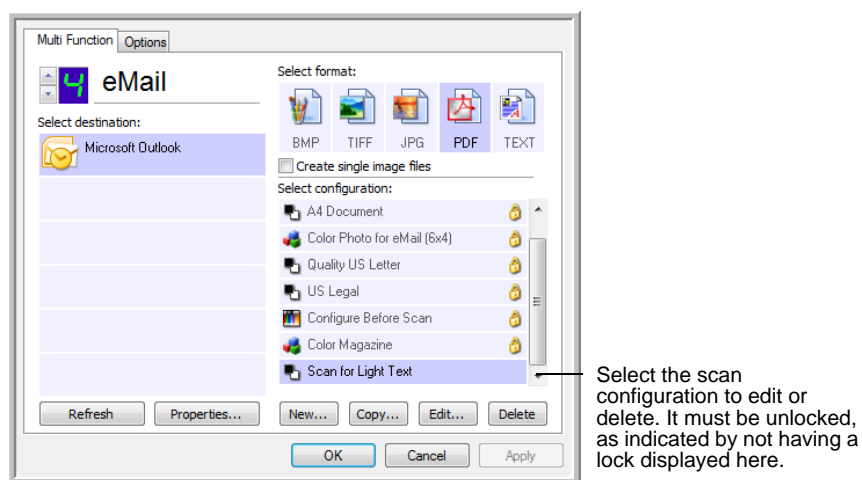 Multi Function
Options
4
eMail
Select destination:
Microsoft Outlook
Select format:
BMP
TIFF
JPG
PDF
TEXT
Create single image files
Select configuration:
A4 Document
Color Photo for eMail (6x4)
Quality US Letter
US Legal
Configure Before Scan
Color Magazine
Scan for Light Text
Refresh
Properties...
New...
Copy...
Edit...
Delete
OK
Cancel
Apply
Select the scan
configuration to edit or
delete. It must be unlocked,
as indicated by not having a
lock displayed here.